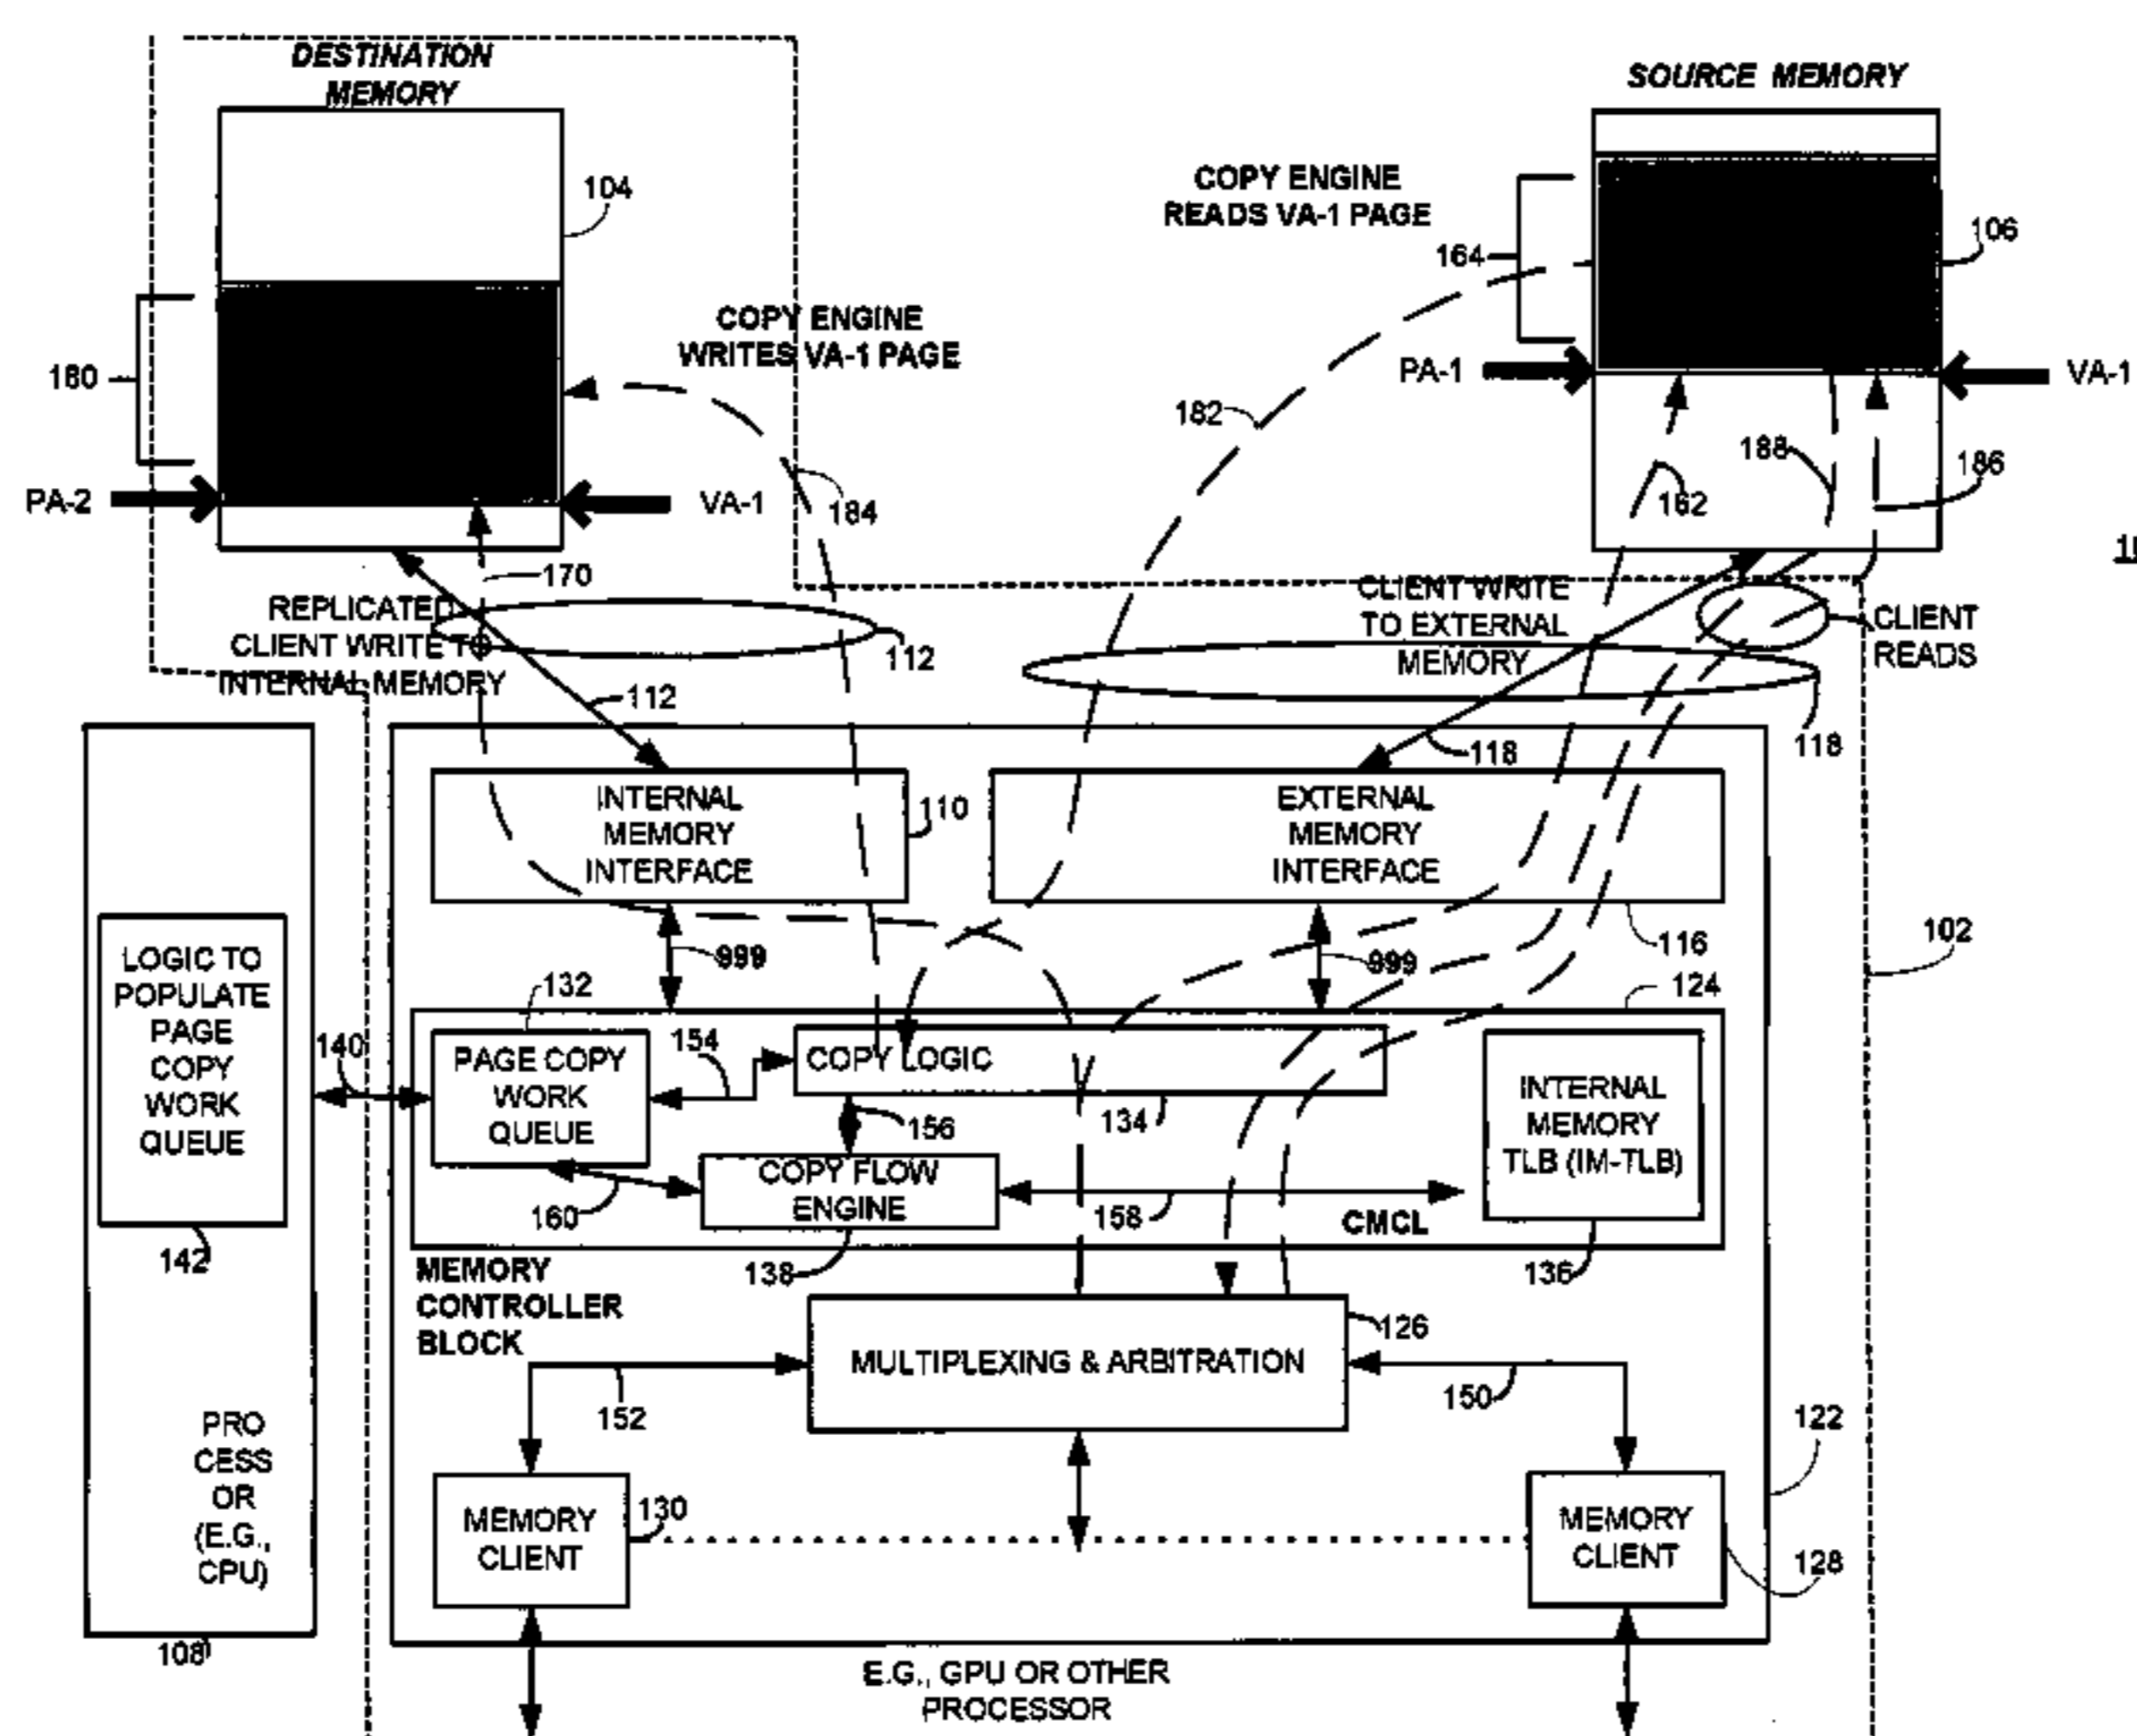 DESTINATION
MEMORY
SOURCE MEMORY
104
COPY ENGINE
READS VA-1 PAGE
164
106
COPY ENGINE
WRITES VA-1 PAGE
180
PA-1
VA-1
182
188
186
162
PA-2
VA-1
184
170
REPLICATED
CLIENT WRITE TO
INTERNAL MEMORY
112
112
CLIENT WRITE
TO EXTERNAL
MEMORY
CLIENT
READS
118
118
INTERNAL
MEMORY
INTERFACE
110
EXTERNAL
MEMORY
INTERFACE
116
102
999
999
LOGIC TO
POPULATE
PAGE
COPY
WORK
QUEUE
142
140
132
124
PAGE COPY
WORK
QUEUE
154
COPY LOGIC
134
156
INTERNAL
MEMORY
TLB (IM-TLB)
136
COPY FLOW
ENGINE
160
138
158
CMCL
MEMORY
CONTROLLER
BLOCK
126
MULTIPLEXING & ARBITRATION
152
150
122
PRO
CESS
OR
(E.G.,
CPU)
108
MEMORY
CLIENT
130
MEMORY
CLIENT
128
E.G., GPU OR OTHER
PROCESSOR